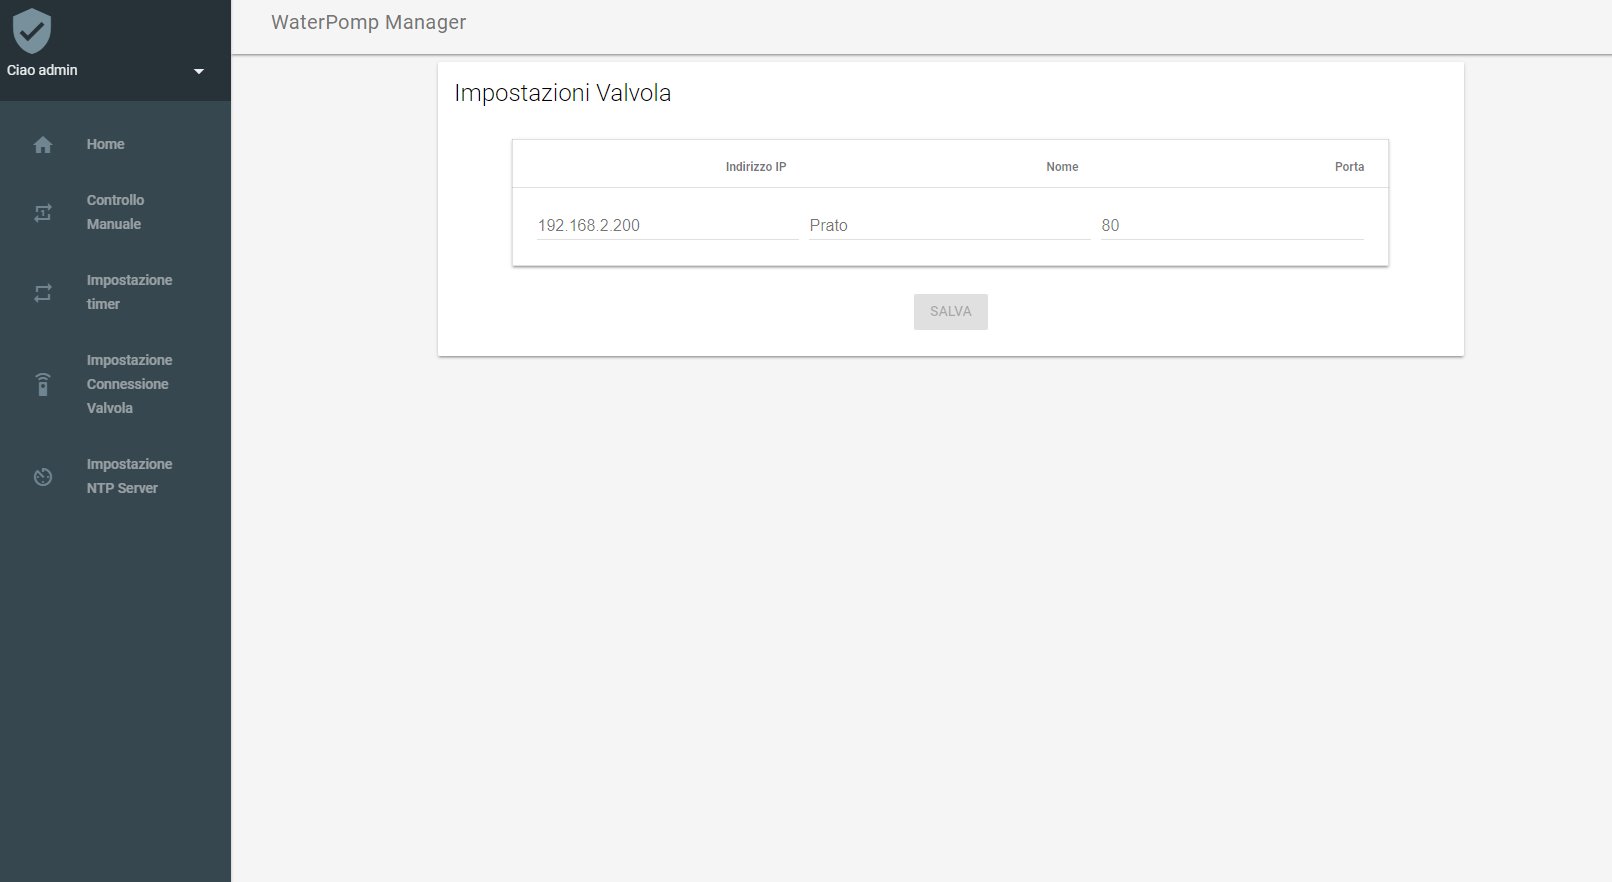 WaterPomp Manager
Ciao admin
Home
Controllo
Manuale
Impostazione
timer
Impostazione
Connessione
Valvola
Impostazione
NTP Server
Impostazioni Valvola
Indirizzo IP Nome Porta
192.168.2.200 Prato 80
SALVA